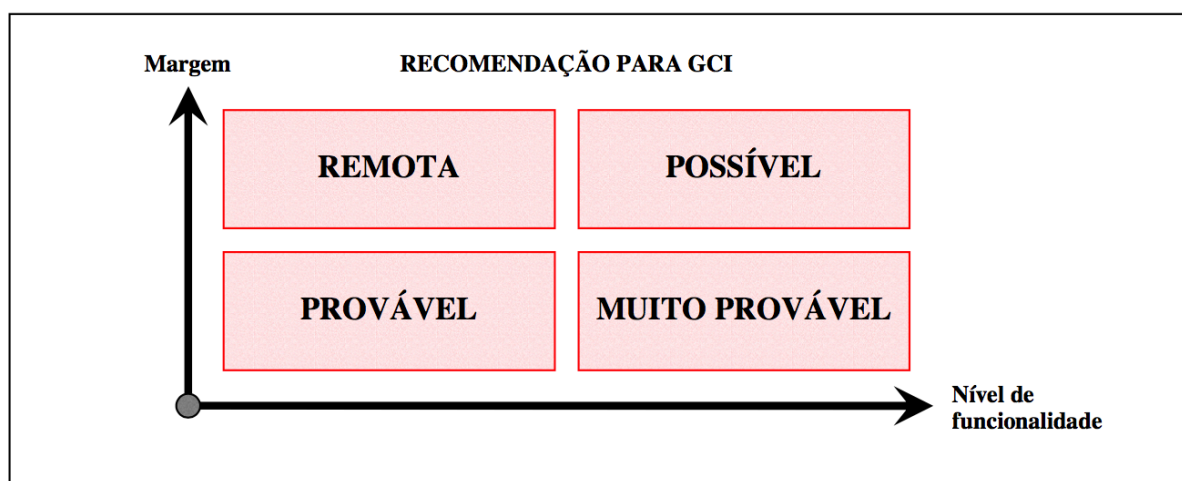 Margem
RECOMENDAÇÃO PARA GCI
REMOTA
POSSÍVEL
PROVÁVEL
MUITO PROVÁVEL
Nível de
funcionalidade